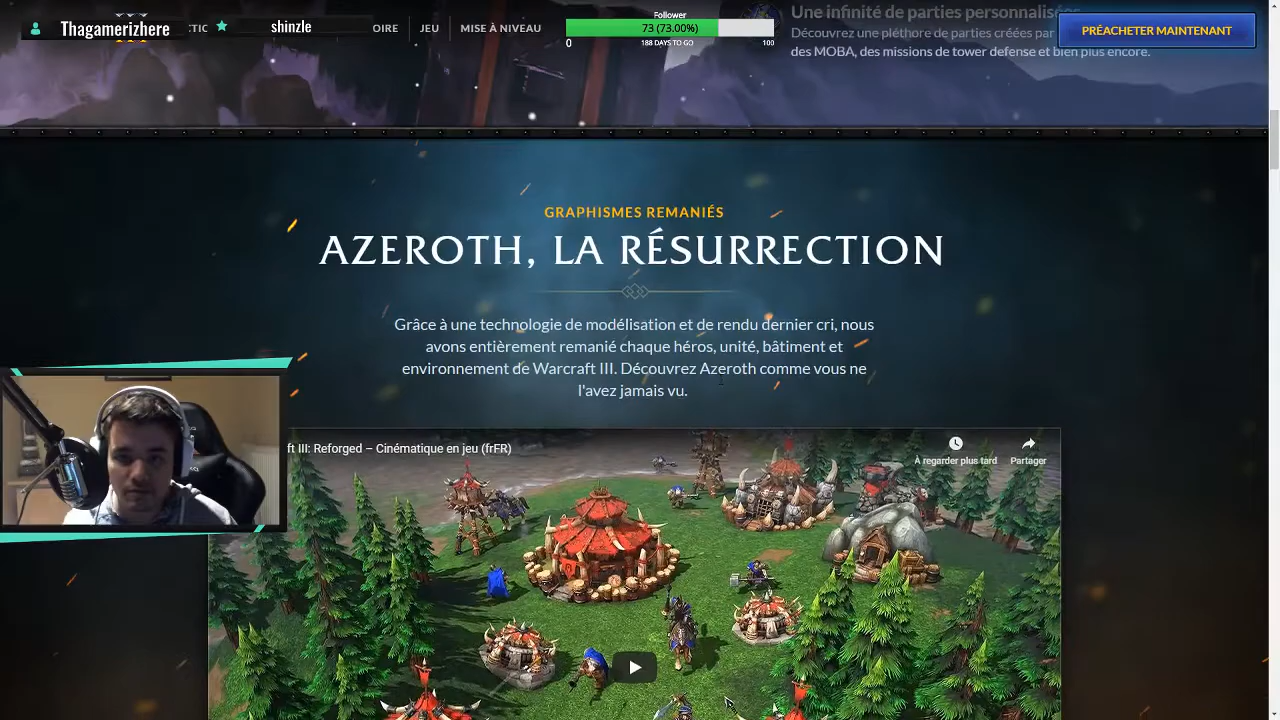 Une infinité de parties personnalisées
Thagamerizhere
CTIC
shinzle
OIRE
JEU
MISE À NIVEAU
Follower
73 (73.00%)
0
188 DAYS TO GO
100
Découvrez une pléthore de parties créées par
des MOBA, des missions de tower defense et bien plus encore.
PRÉACHETER MAINTENANT
GRAPHISMES REMANIÉS
AZEROTH, LA RÉSURRECTION
Grâce à une technologie de modélisation et de rendu dernier cri, nous
avons entièrement remanié chaque héros, unité, bâtiment et
environnement de Warcraft III. Découvrez Azeroth comme vous ne
l'avez jamais vu.
ft III: Reforged – Cinématique en jeu (frFR)
À regarder plus tard
Partager